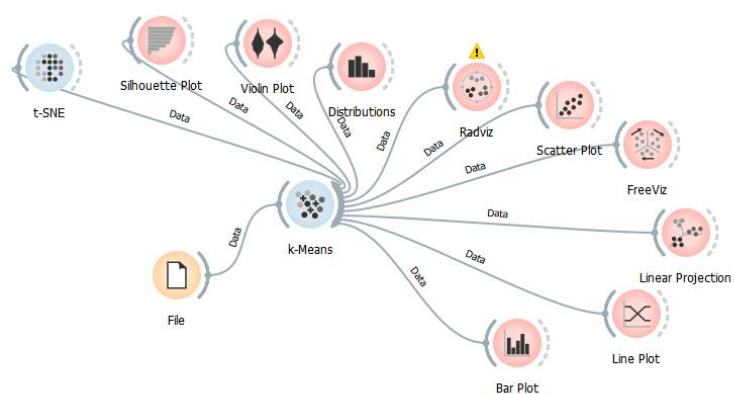 t-SNE
Silhouette Plot
Violin Plot
Distributions
Radviz
Scatter Plot
FreeViz
Linear Projection
Line Plot
Bar Plot
k-Means
File
Data
Data
Data
Data
Data
Data
Data
Data
Data
Data
Data